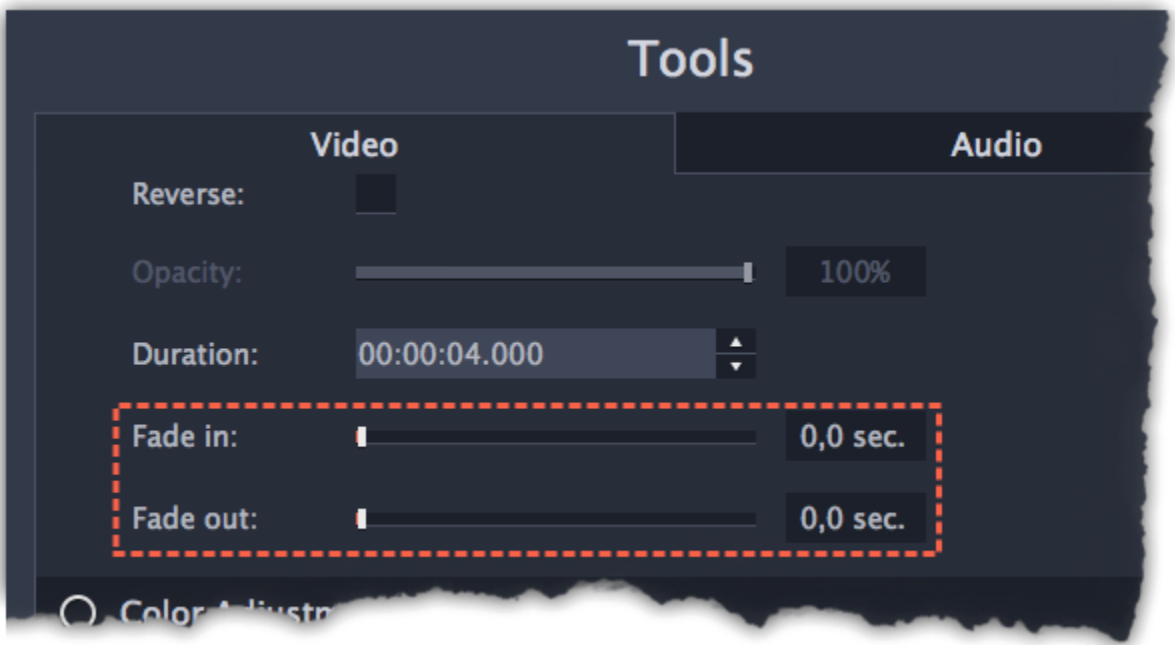 Tools
Video Audio
Reverse:
Opacity: 100%
Duration: 00:00:04.000
Fade in: 0,0 sec.
Fade out: 0,0 sec.
Color